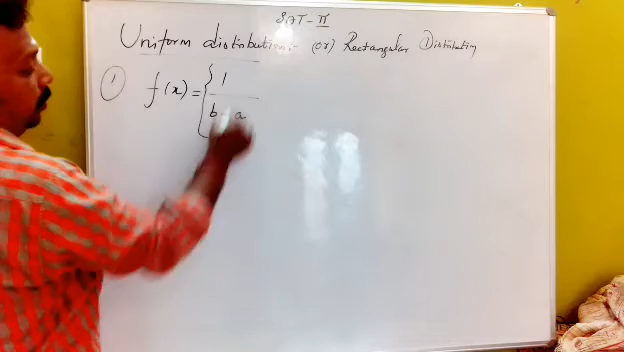 SAT-II
Uniform distribution:- (or) Rectangular Distribution
① f(x) = { 1 / b - a